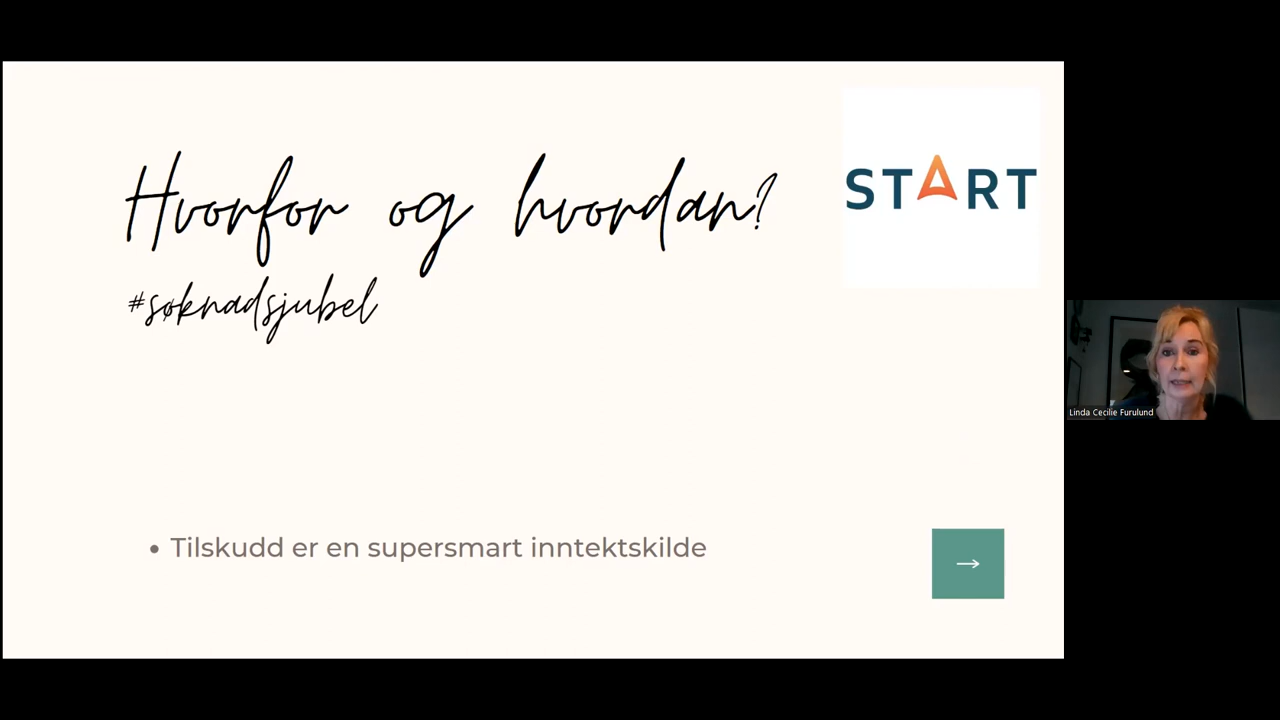 Hvorfor og hvordan?
#søknadsjubel
START
• Tilskudd er en supersmart inntektskilde
→
Linda Cecilie Furulund